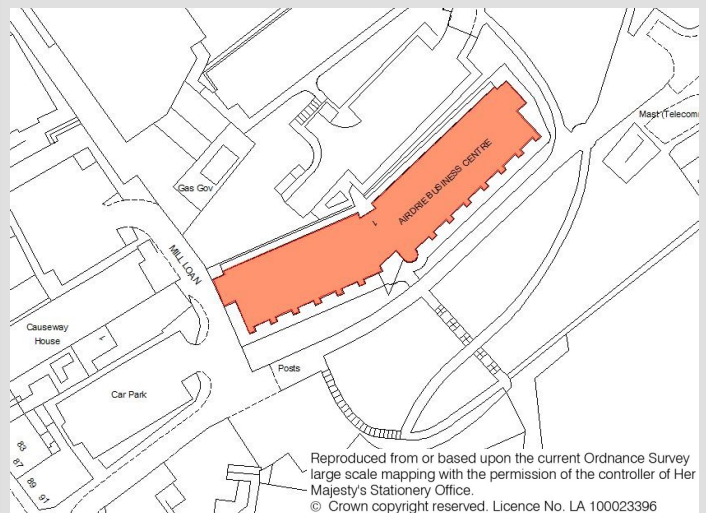 Mast (Telecom
AIRDRIE BUSINESS CENTRE
1
Gas Gov
MILL LOAN
Causeway
House
1
Posts
Car Park
83
87
89
91
Reproduced from or based upon the current Ordnance Survey
large scale mapping with the permission of the controller of Her
Majesty's Stationery Office.
© Crown copyright reserved. Licence No. LA 100023396